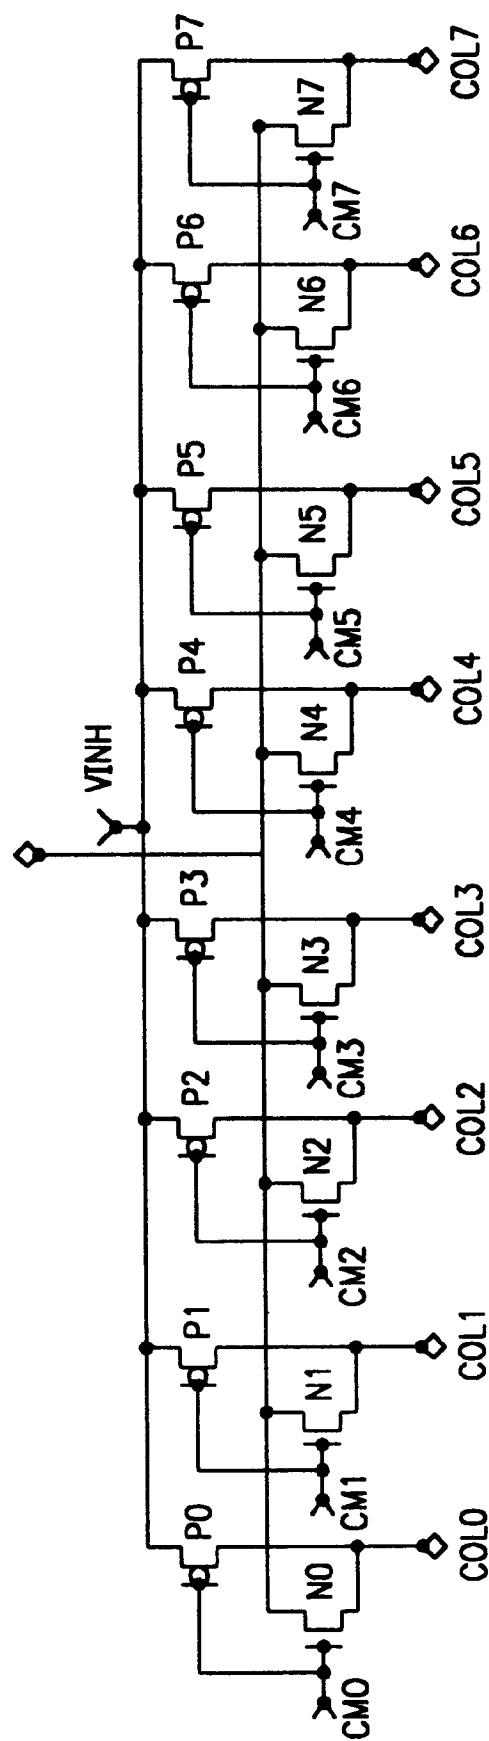 VINH
P0 P1 P2 P3 P4 P5 P6 P7
N0 N1 N2 N3 N4 N5 N6 N7
CM0 CM1 CM2 CM3 CM4 CM5 CM6 CM7
COL0 COL1 COL2 COL3 COL4 COL5 COL6 COL7